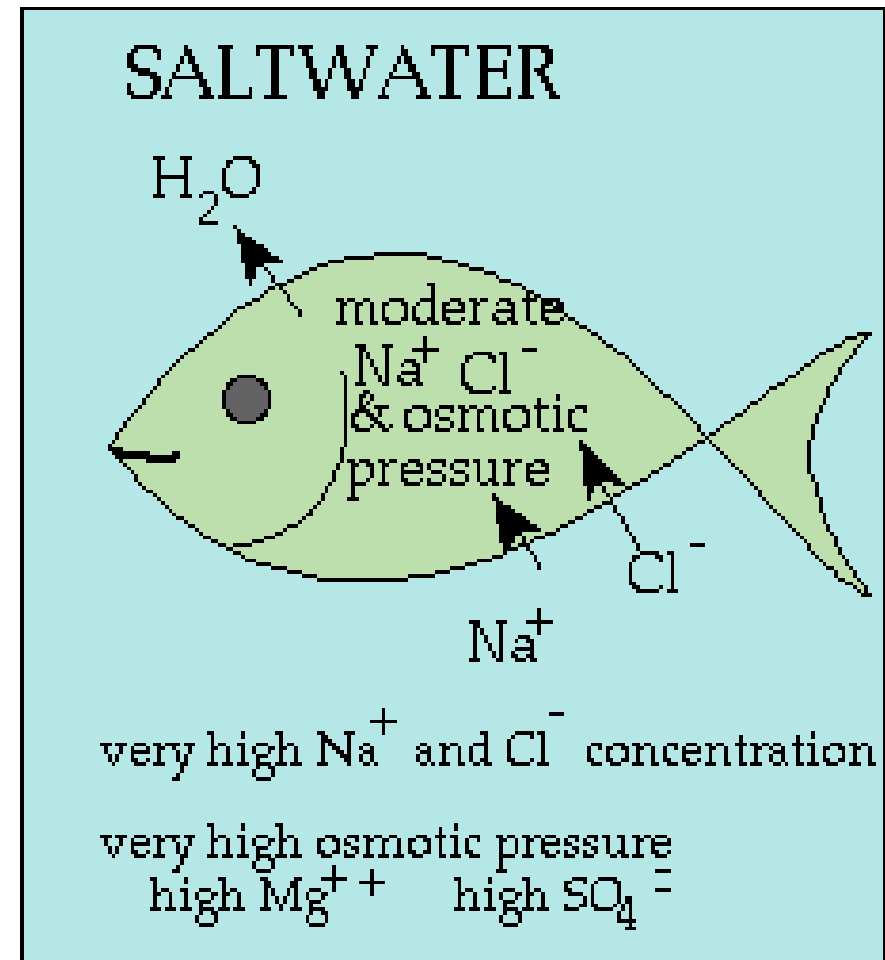 SALTWATER
H₂O
moderate
Na⁺ Cl⁻
& osmotic
pressure
Cl⁻
Na⁺
very high Na⁺ and Cl⁻ concentration
very high osmotic pressure
high Mg⁺⁺ high SO₄⁼